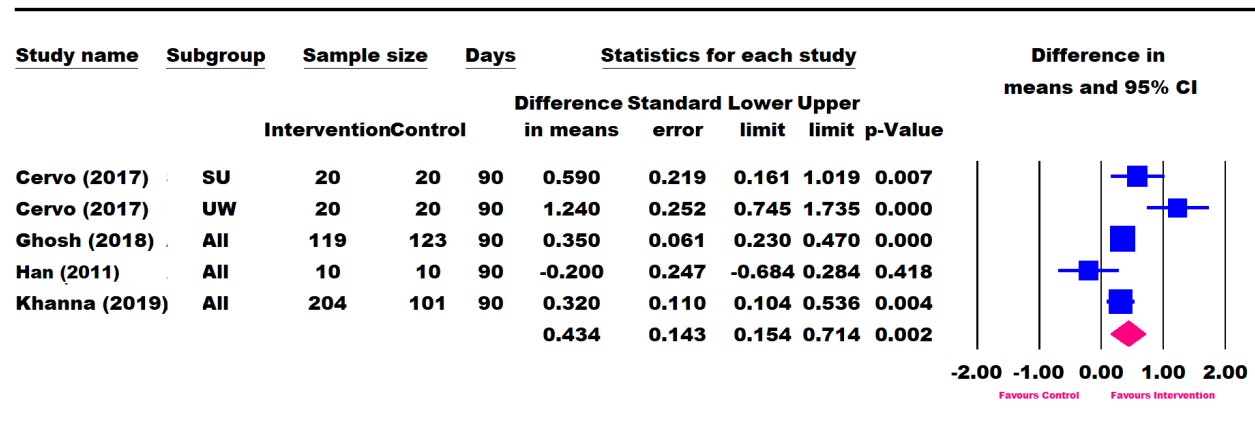 Study name Subgroup Sample size Days Statistics for each study Difference in
means and 95% CI
Difference Standard Lower Upper
InterventionControl in means error limit limit p-Value
Cervo (2017) SU 20 20 90 0.590 0.219 0.161 1.019 0.007
Cervo (2017) UW 20 20 90 1.240 0.252 0.745 1.735 0.000
Ghosh (2018) All 119 123 90 0.350 0.061 0.230 0.470 0.000
Han (2011) All 10 10 90 -0.200 0.247 -0.684 0.284 0.418
Khanna (2019) All 204 101 90 0.320 0.110 0.104 0.536 0.004
0.434 0.143 0.154 0.714 0.002
-2.00 -1.00 0.00 1.00 2.00
Favours Control Favours Intervention